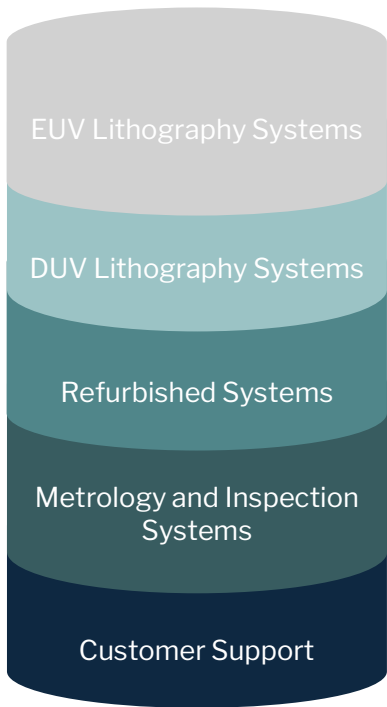 EUV Lithography Systems
DUV Lithography Systems
Refurbished Systems
Metrology and Inspection
Systems
Customer Support